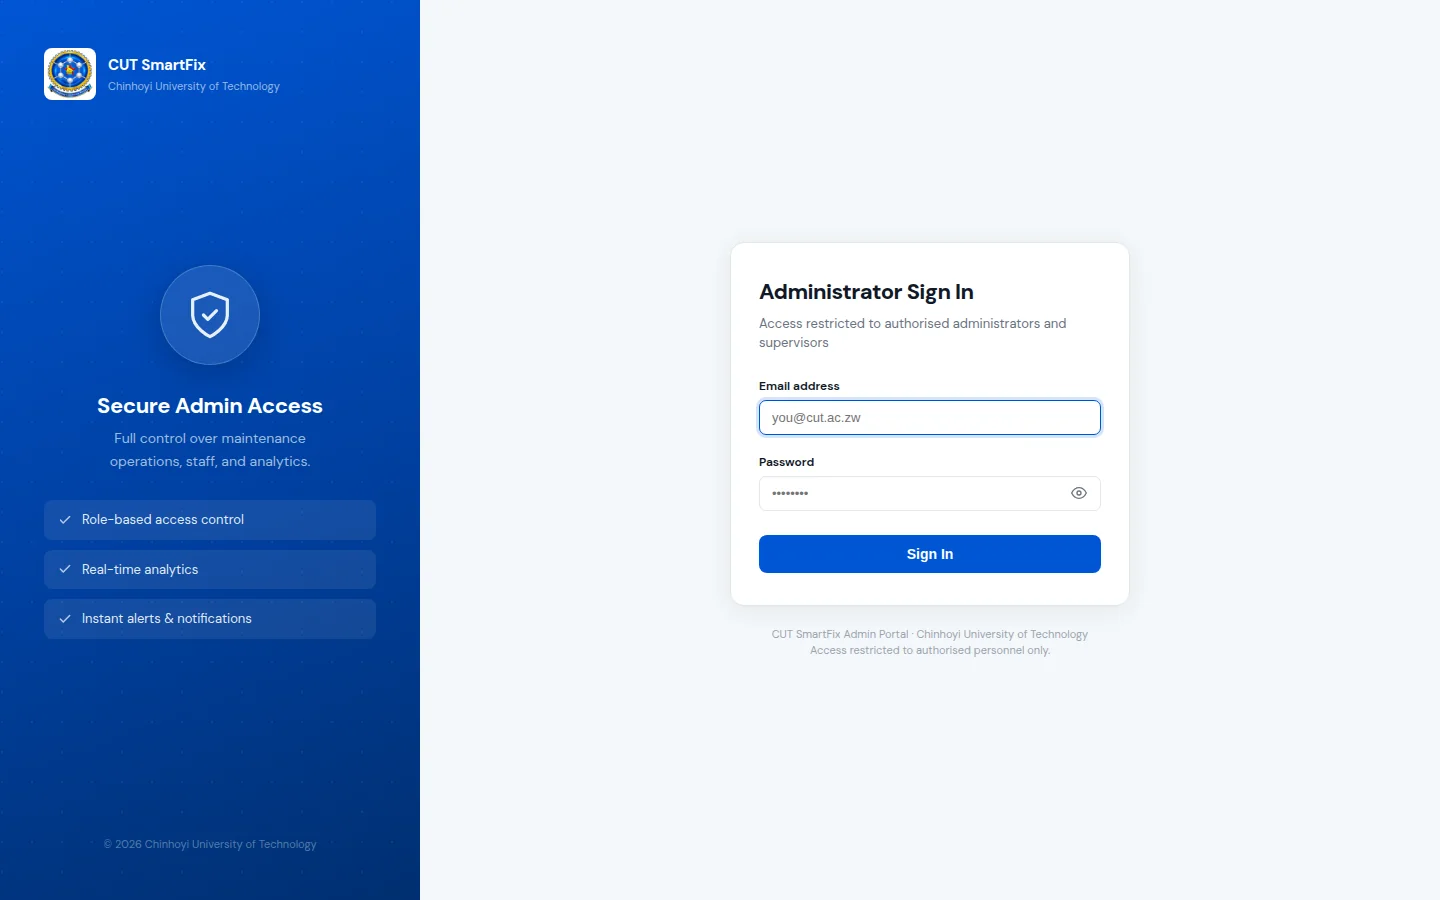 CUT SmartFix
Chinhoyi University of Technology
Secure Admin Access
Full control over maintenance
operations, staff, and analytics.
Role-based access control
Real-time analytics
Instant alerts & notifications
© 2026 Chinhoyi University of Technology
Administrator Sign In
Access restricted to authorised administrators and
supervisors
Email address
you@cut.ac.zw
Password
••••••••
Sign In
CUT SmartFix Admin Portal · Chinhoyi University of Technology
Access restricted to authorised personnel only.